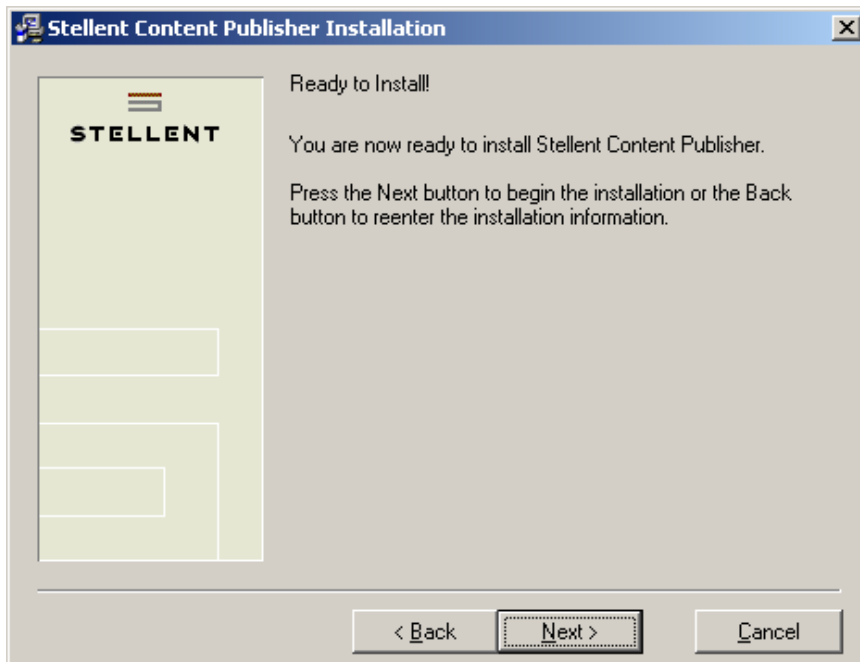 Stellent Content Publisher Installation
STELLENT
Ready to Install!
You are now ready to install Stellent Content Publisher.
Press the Next button to begin the installation or the Back
button to reenter the installation information.
< Back
Next >
Cancel